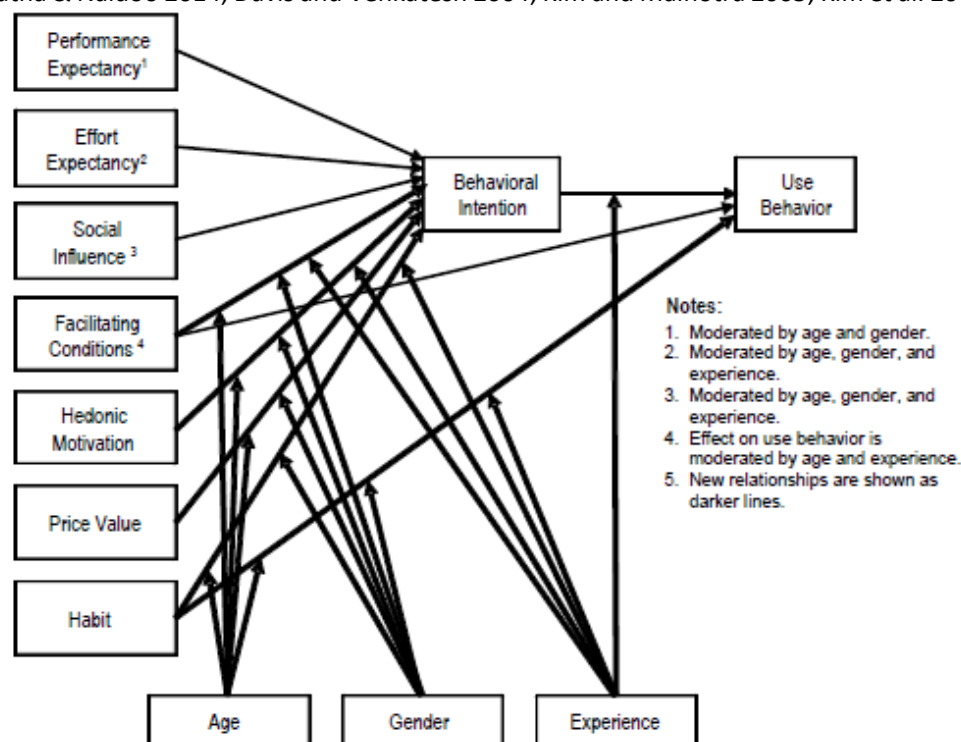 Performance
Expectancy1
Effort
Expectancy2
Social
Influence 3
Facilitating
Conditions 4
Hedonic
Motivation
Price Value
Habit
Behavioral
Intention
Use
Behavior
Notes:
1. Moderated by age and gender.
2. Moderated by age, gender, and
experience.
3. Moderated by age, gender, and
experience.
4. Effect on use behavior is
moderated by age and experience.
5. New relationships are shown as
darker lines.
Age
Gender
Experience